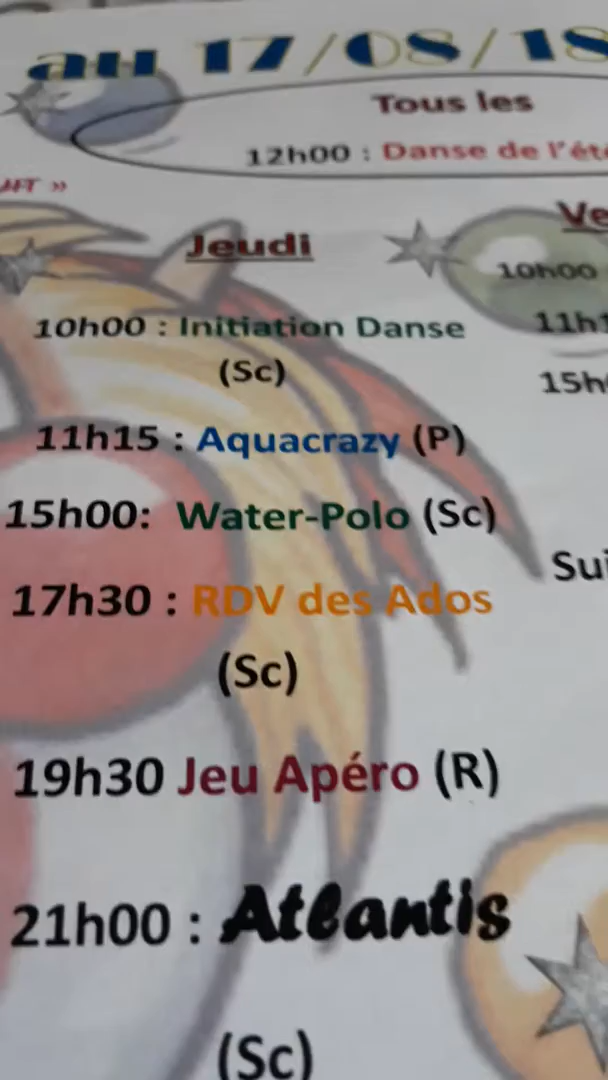 au 17/08/18
Tous les
12h00 : Danse de l'été
»
Jeudi
10h00 : Initiation Danse
(Sc)
11h15 : Aquacrazy (P)
15h00: Water-Polo (Sc)
17h30 : RDV des Ados
(Sc)
19h30 Jeu Apéro (R)
21h00 : Atlantis
(Sc)
10h00